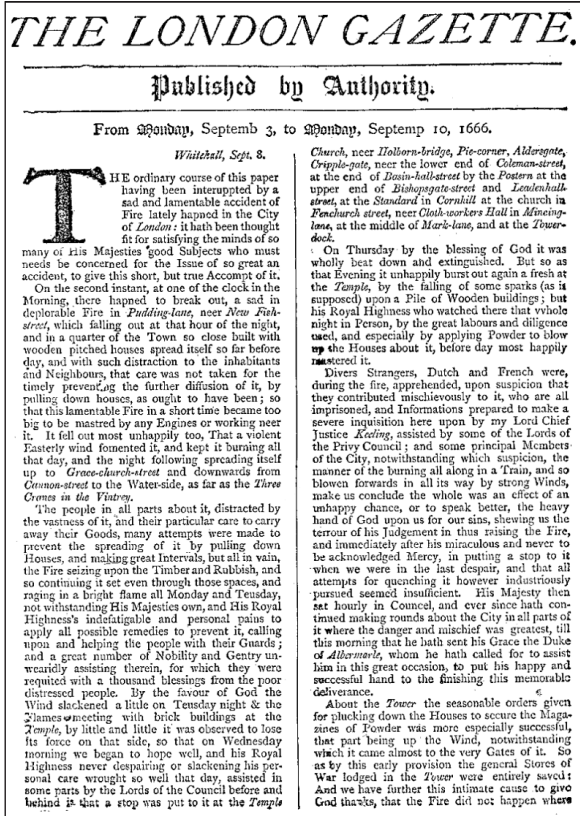 THE LONDON GAZETTE.
Published by Authority.
From Monday, Septemb 3, to Monday, Septemp 10, 1666.
Whitehall, Sept. 8.
THE ordinary course of this paper
having been interuppted by a
sad and lamentable accident of
Fire lately hapned in the City
of London: it hath been thought
fit for satisfying the minds of so
many of His Majesties good Subjects who must
needs be concerned for the Issue of so great an
accident, to give this short, but true Accompt of it.
On the second instant, at one of the clock in the
Morning, there hapned to break out, a sad in
deplorable Fire in Pudding-lane, neer New Fish-
street, which falling out at that hour of the night,
and in a quarter of the Town so close built with
wooden pitched houses spread itself so far before
day, and with such distraction to the inhabitants
and Neighbours, that care was not taken for the
timely preventing the further diffusion of it, by
pulling down houses, as ought to have been; so
that this lamentable Fire in a short time became too
big to be mastred by any Engines or working neer
it. It fell out most unhappily too, That a violent
Easterly wind fomented it, and kept it burning all
that day, and the night following spreading itself
up to Grace-church-street and downwards from
Cannon-street to the Water-side, as far as the Three
Cranes in the Vintrey.
The people in all parts about it, distracted by
the vastness of it, and their particular care to carry
away their Goods, many attempts were made to
prevent the spreading of it by pulling down
Houses, and making great Intervals, but all in vain,
the Fire seizing upon the Timber and Rubbish, and
so continuing it set even through those spaces, and
raging in a bright flame all Monday and Teusday,
not withstanding His Majesties own, and His Royal
Highness's indefatigable and personal pains to
apply all possible remedies to prevent it, calling
upon and helping the people with their Guards;
and a great number of Nobility and Gentry un-
weariedly assisting therein, for which they were
requited with a thousand blessings from the poor
distressed people. By the favour of God the
Wind slackened a little on Teusday night & the
Flames meeting with brick buildings at the
Temple, by little and little it was observed to lose
its force on that side, so that on Wednesday
morning we began to hope well, and his Royal
Highness never despairing or slackening his per-
sonal care wrought so well that day, assisted in
some parts by the Lords of the Council before and
behind it that a stop was put to it at the Temple
Church, neer Holborn-bridge, Pie-corner, Aldersgate,
Cripple-gate, neer the lower end of Coleman-street,
at the end of Basin-hall-street by the Postern at the
upper end of Bishopsgate-street and Leadenhall-
street, at the Standard in Cornhill at the church in
Fenchurch street, neer Cloth-workers Hall in Mincing-
lane, at the middle of Mark-lane, and at the Tower-
dock.
On Thursday by the blessing of God it was
wholly beat down and extinguished. But so as
that Evening it unhappily burst out again a fresh at
the Temple, by the falling of some sparks (as is
supposed) upon a Pile of Wooden buildings; but
his Royal Highness who watched there that vvhole
night in Person, by the great labours and diligence
used, and especially by applying Powder to blow
up the Houses about it, before day most happily
mastered it.
Divers Strangers, Dutch and French were,
during the fire, apprehended, upon suspicion that
they contributed mischievously to it, who are all
imprisoned, and Informations prepared to make a
severe inquisition here upon by my Lord Chief
Justice Keeling, assisted by some of the Lords of
the Privy Council; and some principal Members
of the City, notwithstanding which suspicion, the
manner of the burning all along in a Train, and so
blowen forwards in all its way by strong Winds,
make us conclude the whole was an effect of an
unhappy chance, or to speak better, the heavy
hand of God upon us for our sins, shewing us the
terrour of his Judgement in thus raising the Fire,
and immediately after his miraculous and never to
be acknowledged Mercy, in putting a stop to it
when we were in the last despair, and that all
attempts for quenching it however industriously
pursued seemed insufficient. His Majesty then
sat hourly in Councel, and ever since hath con-
tinued making rounds about the City in all parts of
it where the danger and mischief was greatest, till
this morning that he hath sent his Grace the Duke
of Albermarle, whom he hath called for to assist
him in this great occasion, to put his happy and
successful hand to the finishing this memorable
deliverance.
About the Tower the seasonable orders given
for plucking down the Houses to secure the Maga-
zines of Powder was more especially successful,
that part being up the Wind, notwithstanding
which it came almost to the very Gates of it. So
as by this early provision the general Stores of
War lodged in the Tower were entirely saved:
And we have further this intimate cause to give
God thanks, that the Fire did not happen where